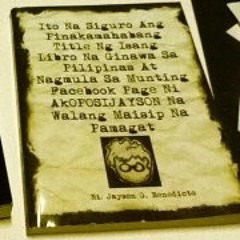 Ito Na Siguro Ang
Pinakamahabang
Title Ng Isang
Libro Na Ginawa Sa
Pilipinas At
Nagmula Sa Munting
Facebook Page Ni
AkOPOSIJAYSON Na
Walang Maisip Na
Pamagat
Ni. Jayson G. Benedicto